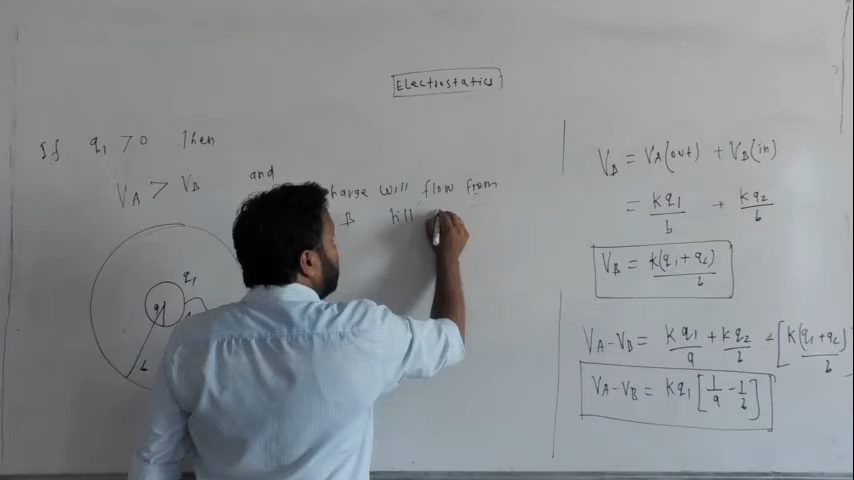 Electrostatics
If q₁ > 0 Then
V_A > V_B and charge will flow from
B till
q₁
b
V_B = V_A(out) + V_B(in)
= kq₁/b + kq₂/b
V_B = k(q₁+q₂)/b
V_A - V_B = kq₁/a + kq₂/b - [k(q₁+q₂)/b
V_A - V_B = kq₁[1/a - 1/b]